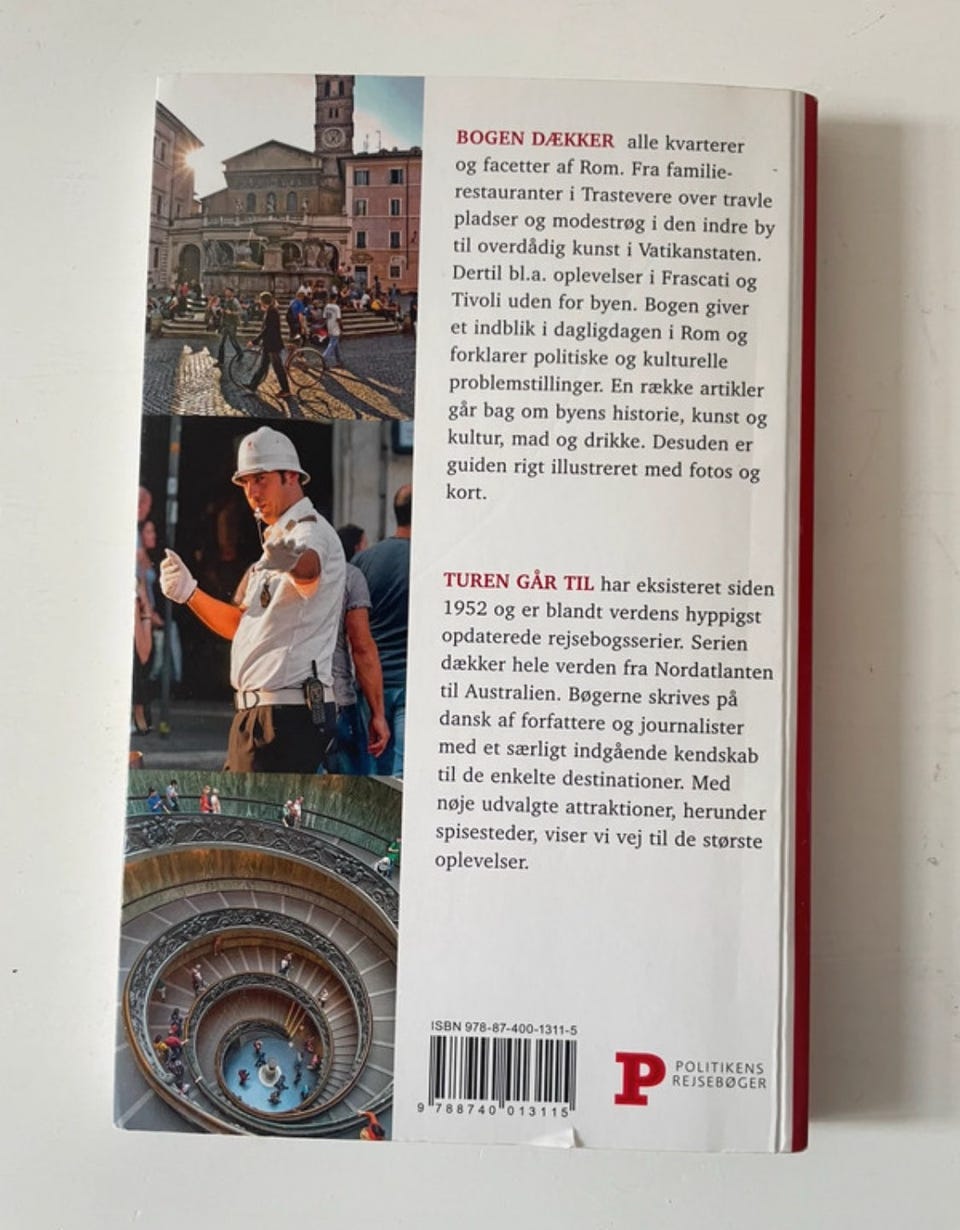 BOGEN DÆKKER alle kvarterer
og facetter af Rom. Fra familie-
restauranter i Trastevere over travle
pladser og modestrøg i den indre by
til overdådig kunst i Vatikanstaten.
Dertil bl.a. oplevelser i Frascati og
Tivoli uden for byen. Bogen giver
et indblik i dagligdagen i Rom og
forklarer politiske og kulturelle
problemstillinger. En række artikler
går bag om byens historie, kunst og
kultur, mad og drikke. Desuden er
guiden rigt illustreret med fotos og
kort.
TUREN GÅR TIL har eksisteret siden
1952 og er blandt verdens hyppigst
opdaterede rejsebogsserier. Serien
dækker hele verden fra Nordatlanten
til Australien. Bøgerne skrives på
dansk af forfattere og journalister
med et særligt indgående kendskab
til de enkelte destinationer. Med
nøje udvalgte attraktioner, herunder
spisesteder, viser vi vej til de største
oplevelser.
ISBN 978-87-400-1311-5
9 788740 013115
P POLITIKENS
REJSEBØGER